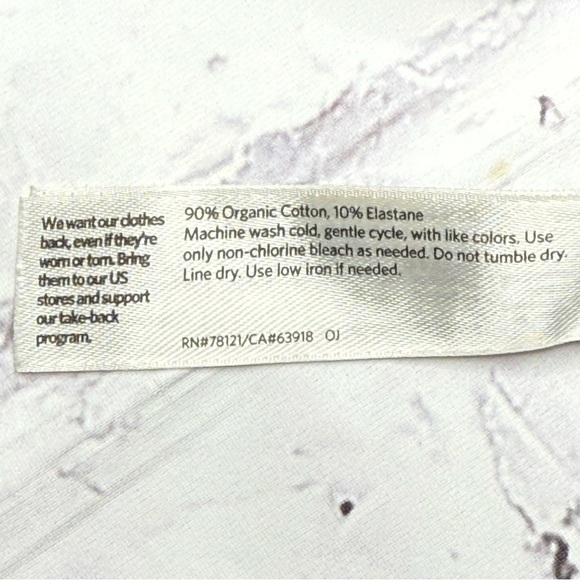 We want our clothes
back, even if they're
worn or torn. Bring
them to our US
stores and support
our take-back
program.
90% Organic Cotton, 10% Elastane
Machine wash cold, gentle cycle, with like colors. Use
only non-chlorine bleach as needed. Do not tumble dry.
Line dry. Use low iron if needed.
RN#78121/CA#63918 OJ